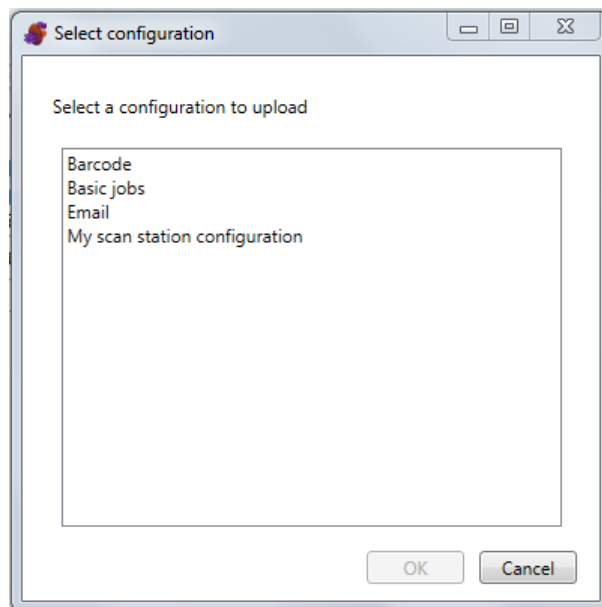 Select configuration
Select a configuration to upload
Barcode
Basic jobs
Email
My scan station configuration
OK
Cancel